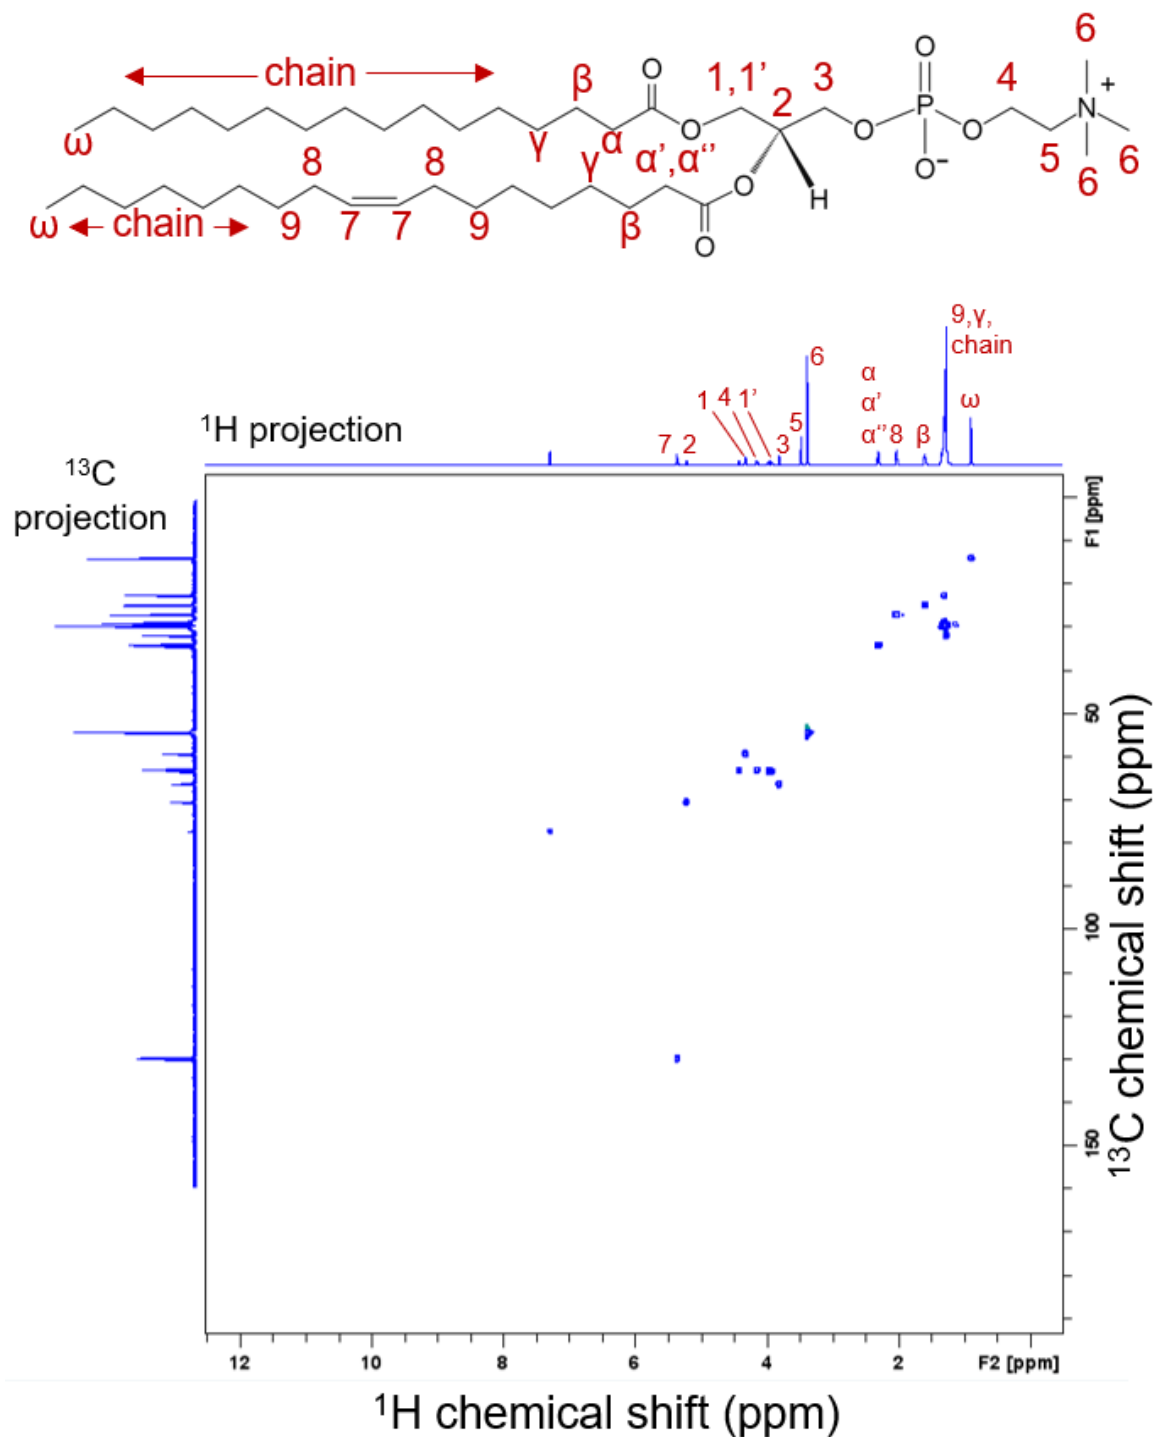 6
O
O
chain
β
1,1’
3
4
+
2
P
N
O
O
O
ω
γ
α
γ
α’,α‘’
O⁻
5
6
6
8
8
O
H
ω
chain
9
7
7
9
β
O
9,γ,
chain
6
α
1
4
1’
α’
ω
¹H projection
5
7
2
3
α‘’
8
β
¹³C
projection
F1 [ppm]
50
100
150
¹³C chemical shift (ppm)
12
10
8
6
4
2
F2 [ppm]
¹H chemical shift (ppm)